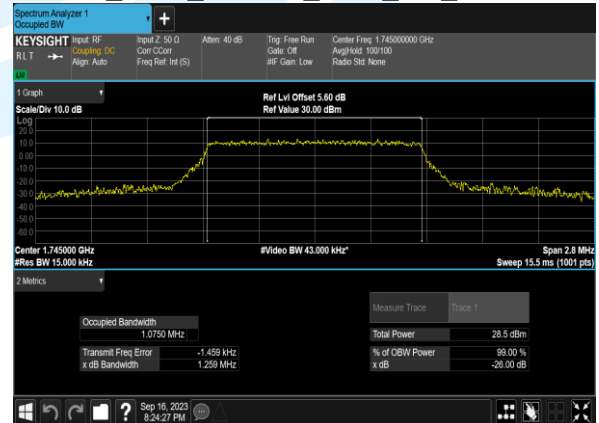 Spectrum Analyzer 1
Occupied BW
+
KEYSIGHT
RLT
LXI
Input: RF
Coupling: DC
Align: Auto
Input Z: 50 Ω
Corr CCorr
Freq Ref: Int (S)
Atten: 40 dB
Trig: Free Run
Gate: Off
#IF Gain: Low
Center Freq: 1.745000000 GHz
Avg|Hold: 100/100
Radio Std: None
1 Graph
Scale/Div 10.0 dB
Ref Lvl Offset 5.60 dB
Ref Value 30.00 dBm
Log
20.0
10.0
0.00
-10.0
-20.0
-30.0
-40.0
-50.0
-60.0
Center 1.745000 GHz
#Res BW 15.000 kHz
#Video BW 43.000 kHz*
Span 2.8 MHz
Sweep 15.5 ms (1001 pts)
2 Metrics
Measure Trace
Trace 1
Occupied Bandwidth
1.0750 MHz
Total Power
28.5 dBm
Transmit Freq Error
-1.459 kHz
% of OBW Power
99.00 %
x dB Bandwidth
1.259 MHz
x dB
-26.00 dB
?
Sep 16, 2023
8:24:27 PM